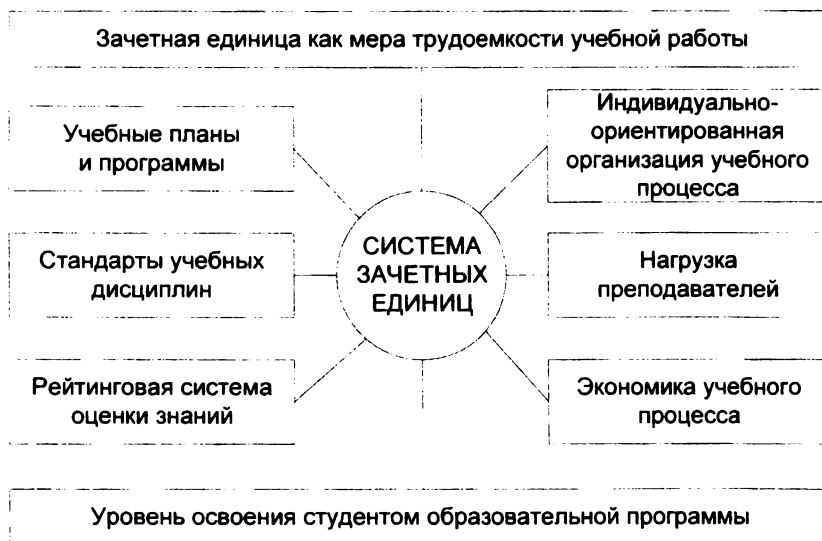 Зачетная единица как мера трудоемкости учебной работы
Учебные планы
и программы
Индивидуально-
ориентированная
организация учебного
процесса
СИСТЕМА
ЗАЧЕТНЫХ
ЕДИНИЦ
Стандарты учебных
дисциплин
Нагрузка
преподавателей
Рейтинговая система
оценки знаний
Экономика учебного
процесса
Уровень освоения студентом образовательной программы